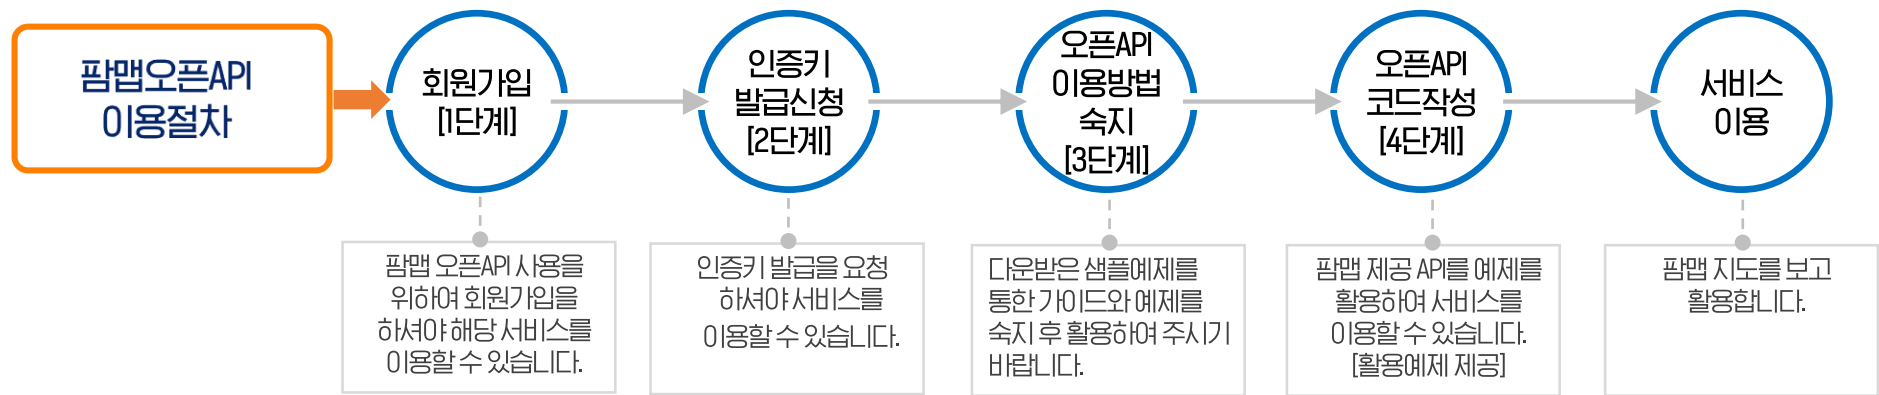 팜맵오픈API
이용절차
회원가입
[1단계]
인증키
발급신청
[2단계]
오픈API
이용방법
숙지
[3단계]
오픈API
코드작성
[4단계]
서비스
이용
팜맵 오픈API 사용을
위하여 회원가입을
하셔야 해당 서비스를
이용할 수 있습니다.
인증키 발급을 요청
하셔야 서비스를
이용할 수 있습니다.
다운받은 샘플예제를
통한 가이드와 예제를
숙지 후 활용하여 주시기
바랍니다.
팜맵 제공 API를 예제를
활용하여 서비스를
이용할 수 있습니다.
[활용예제 제공]
팜맵 지도를 보고
활용합니다.